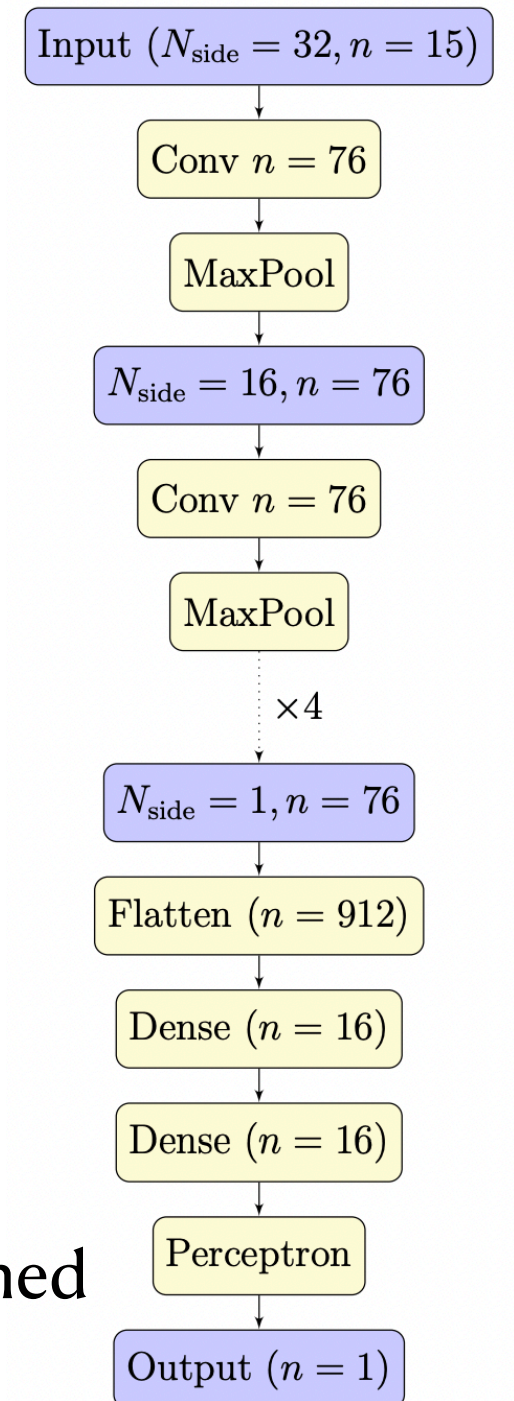 Input (N_side = 32, n = 15)
Conv n = 76
MaxPool
N_side = 16, n = 76
Conv n = 76
MaxPool
×4
N_side = 1, n = 76
Flatten (n = 912)
Dense (n = 16)
Dense (n = 16)
Perceptron
ned
Output (n = 1)